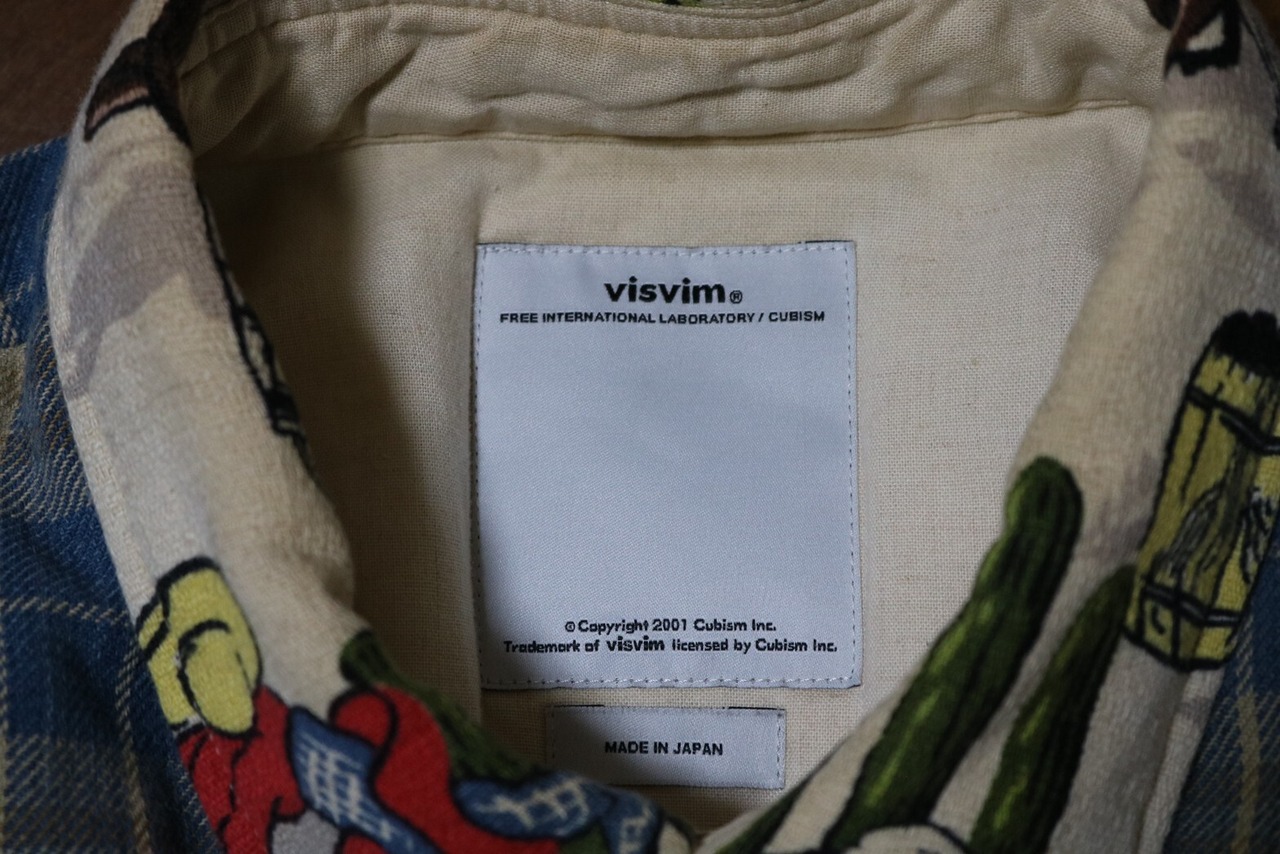 visvim®
FREE INTERNATIONAL LABORATORY / CUBISM
© Copyright 2001 Cubism Inc.
Trademark of visvim licensed by Cubism Inc.
MADE IN JAPAN